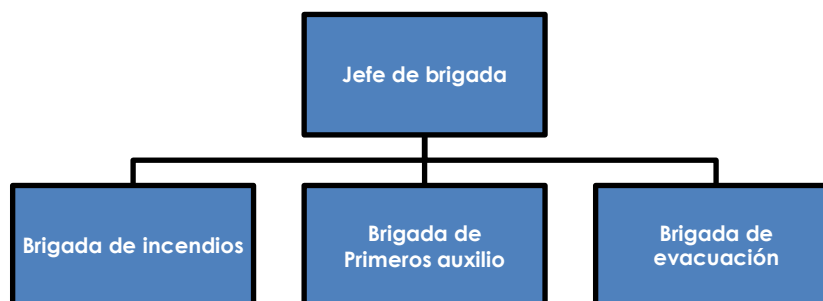 Jefe de brigada
Brigada de incendios
Brigada de
Primeros auxilio
Brigada de
evacuación